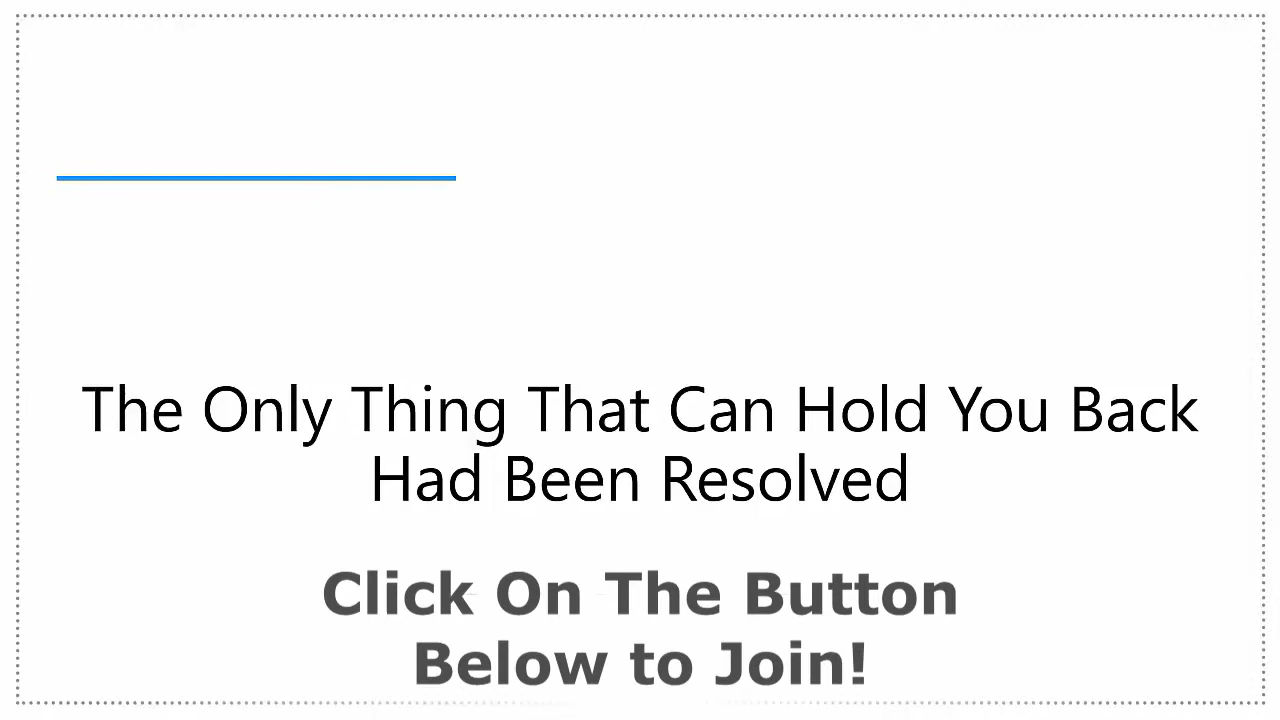 The Only Thing That Can Hold You Back
Had Been Resolved
Click On The Button
Below to Join!